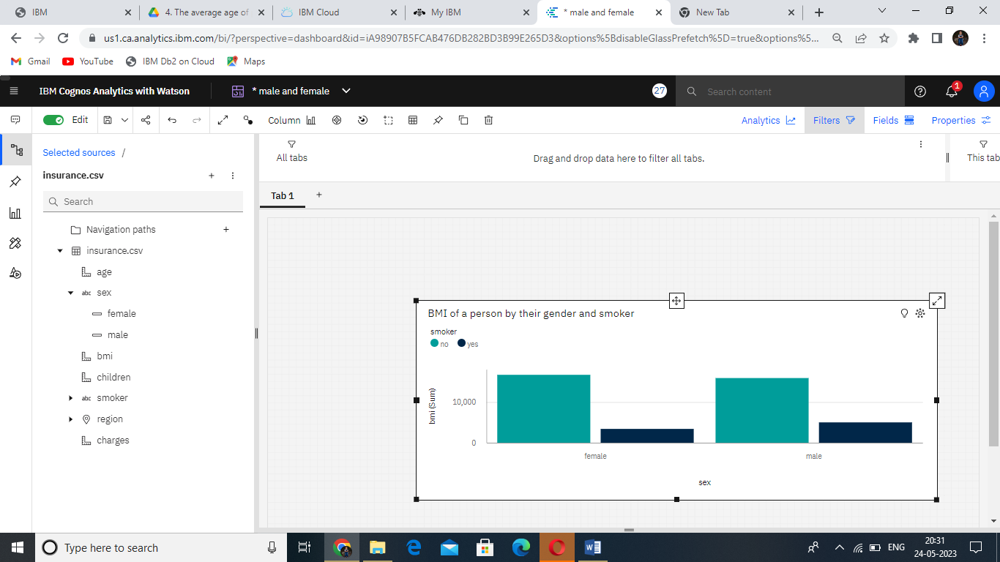 IBM
4. The average age of
IBM Cloud
My IBM
* male and female
New Tab
us1.ca.analytics.ibm.com/bi/?perspective=dashboard&id=iA98907B5FCAB476DB282BD3B99E265D3&options%5BdisableGlassPrefetch%5D=true&options%5...
Gmail
YouTube
IBM Db2 on Cloud
Maps
IBM Cognos Analytics with Watson
* male and female
27
Search content
1
Edit
Column
Analytics
Filters
Fields
Properties
Selected sources /
insurance.csv
Search
Navigation paths
insurance.csv
age
abc sex
female
male
bmi
children
abc smoker
region
charges
All tabs
Drag and drop data here to filter all tabs.
This tab
Tab 1
BMI of a person by their gender and smoker
smoker
no yes
bmi (Sum)
10,000
0
female
male
sex
Type here to search
ENG
20:31
24-05-2023